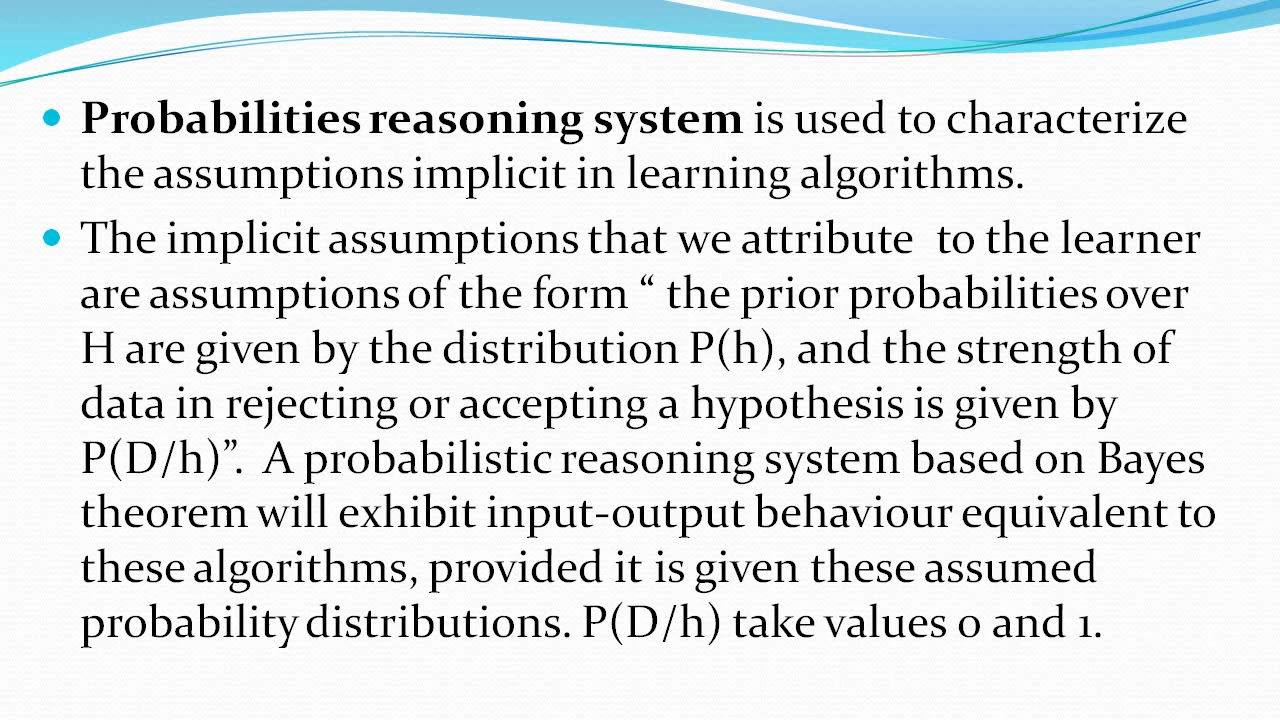 Probabilities reasoning system is used to characterize
the assumptions implicit in learning algorithms.
The implicit assumptions that we attribute  to the learner
are assumptions of the form “ the prior probabilities over
H are given by the distribution P(h), and the strength of
data in rejecting or accepting a hypothesis is given by
P(D/h)”.  A probabilistic reasoning system based on Bayes
theorem will exhibit input-output behaviour equivalent to
these algorithms, provided it is given these assumed
probability distributions. P(D/h) take values 0 and 1.